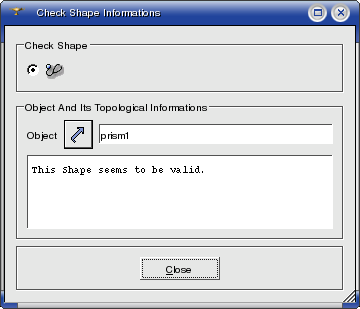 Check Shape Informations
Check Shape
Object And Its Topological Informations
Object prism1
This Shape seems to be valid.
Close